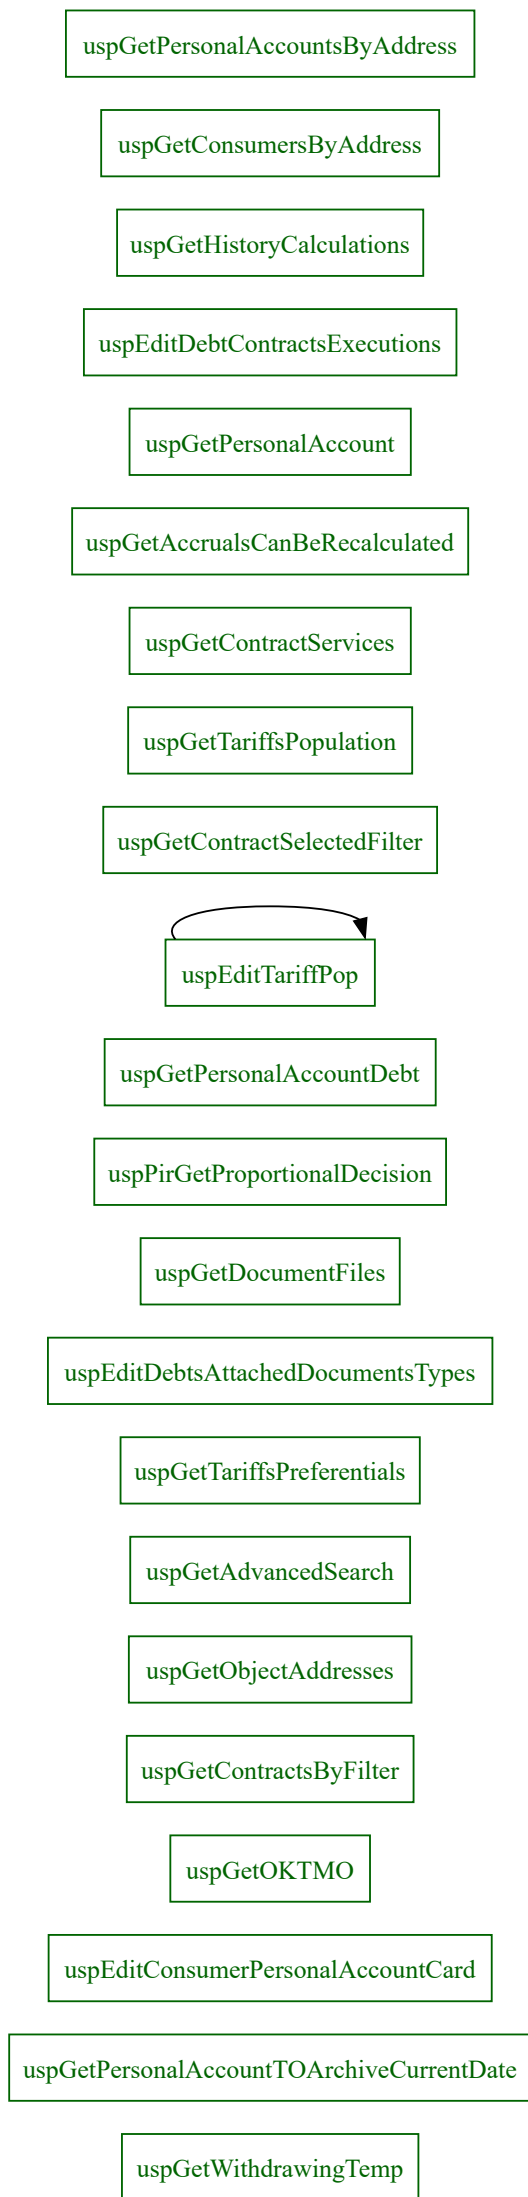 uspGetPersonalAccountsByAddress
uspGetConsumersByAddress
uspGetHistoryCalculations
uspEditDebtContractsExecutions
uspGetPersonalAccount
uspGetAccrualsCanBeRecalculated
uspGetContractServices
uspGetTariffsPopulation
uspGetContractSelectedFilter
uspEditTariffPop
uspGetPersonalAccountDebt
uspPirGetProportionalDecision
uspGetDocumentFiles
uspEditDebtsAttachedDocumentsTypes
uspGetTariffsPreferentials
uspGetAdvancedSearch
uspGetObjectAddresses
uspGetContractsByFilter
uspGetOKTMO
uspEditConsumerPersonalAccountCard
uspGetPersonalAccountTOArchiveCurrentDate
uspGetWithdrawingTemp